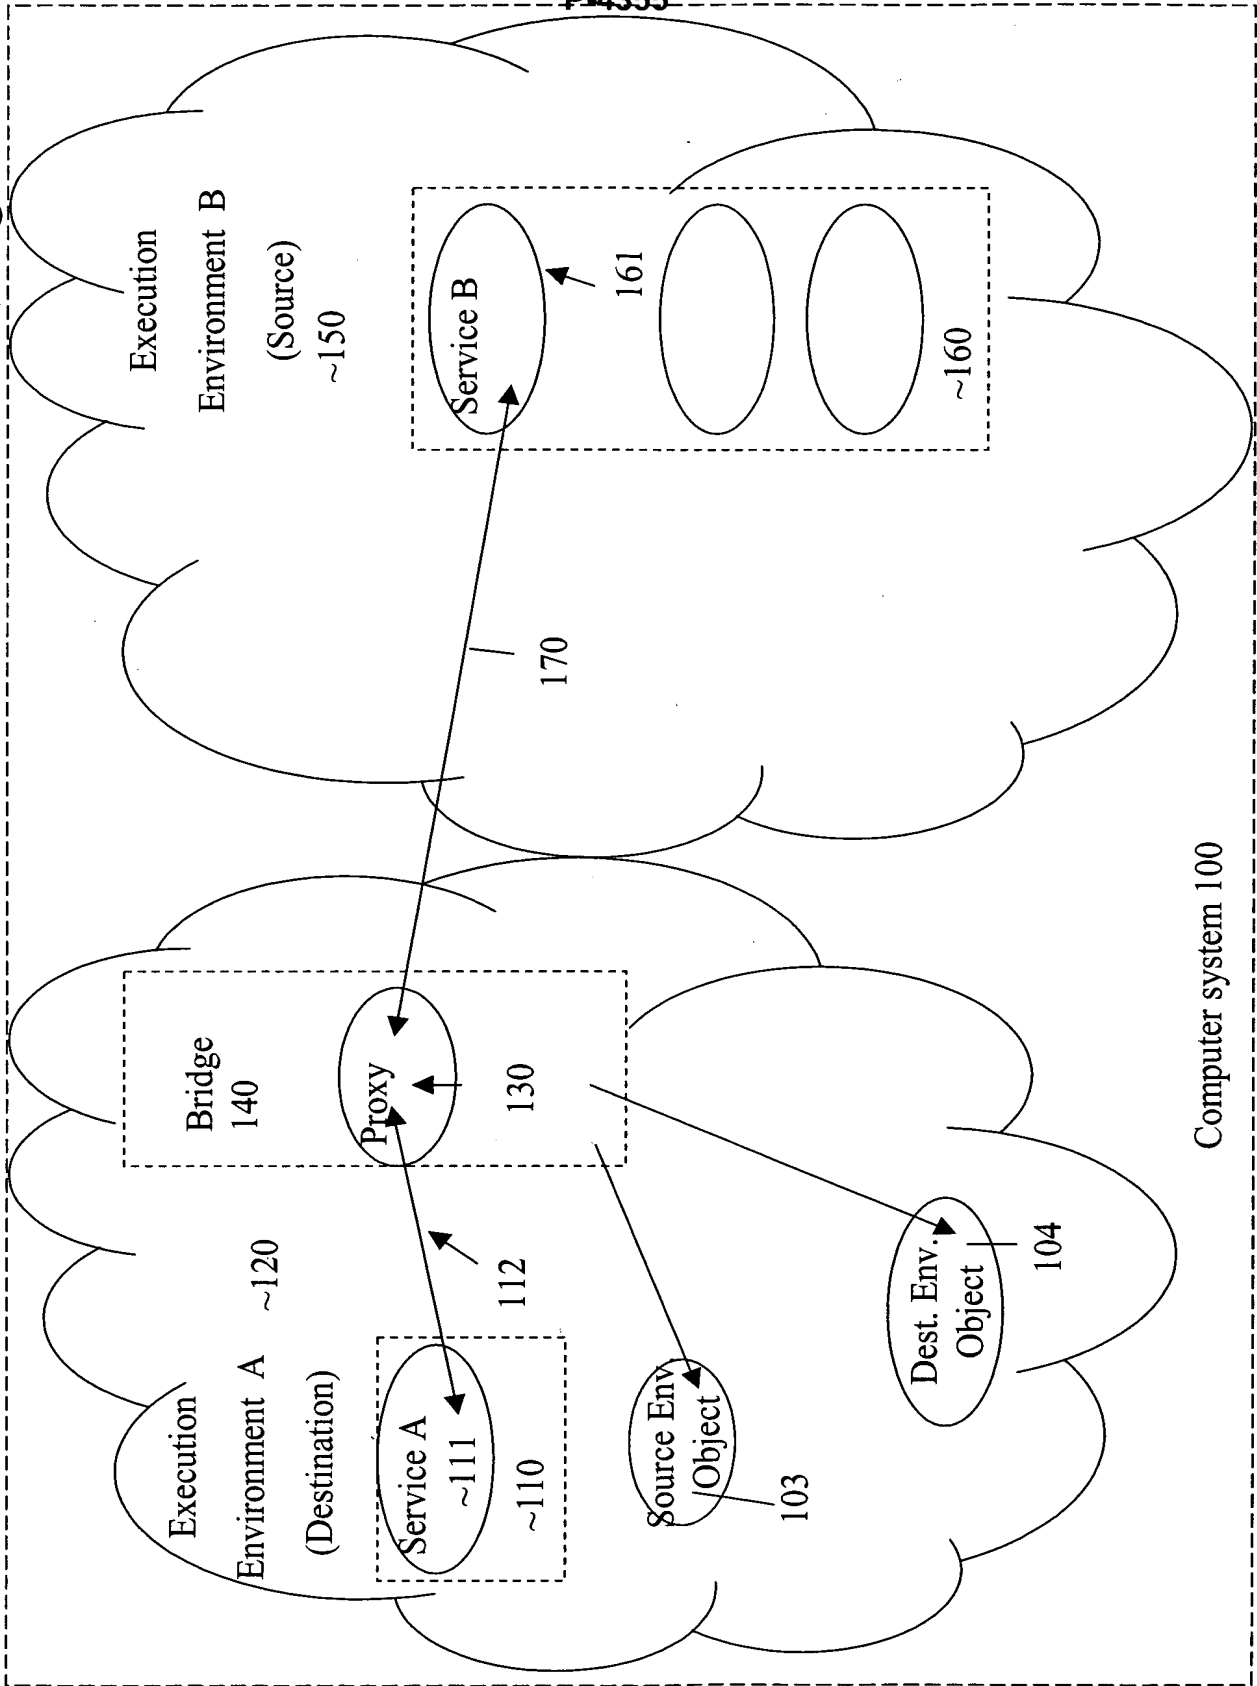 P-4355
Execution
Environment A ~120
(Destination)
Service A
~111
~110
Source Env
Object
103
Dest. Env.
Object
104
112
Bridge
140
Proxy
130
170
Execution
Environment B
(Source)
~150
Service B
161
~160
Computer system 100